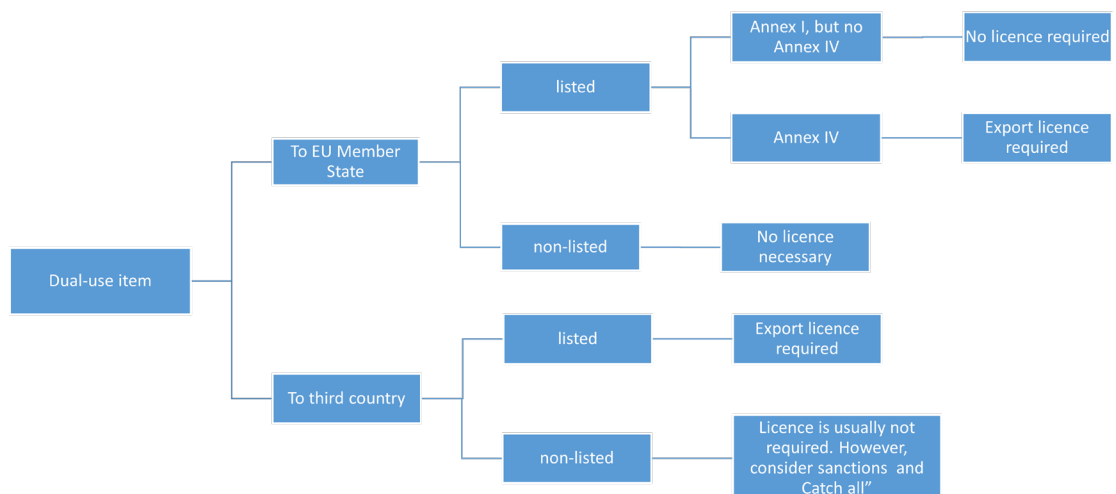 Dual-use item
To EU Member
State
listed
Annex I, but no
Annex IV
No licence required
Annex IV
Export licence
required
non-listed
No licence
necessary
To third country
listed
Export licence
required
non-listed
Licence is usually not
required. However,
consider sanctions  and
Catch all”